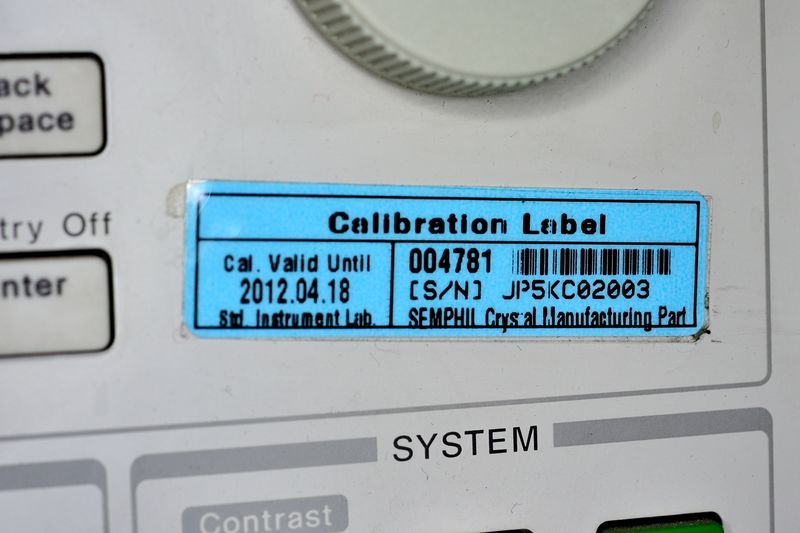 ack
pace
try Off
nter
Calibration Label
Cal. Valid Until
2012.04.18
Std. Instrument Lab.
004781
[S/N] JP5KC02003
SEMPHIL Crystal Manufacturing Part
SYSTEM
Contrast